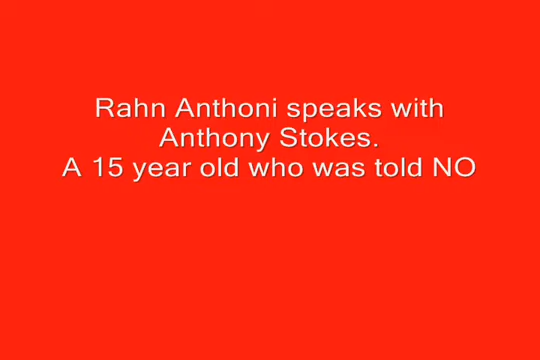 Rahn Anthoni speaks with
Anthony Stokes.
A 15 year old who was told NO